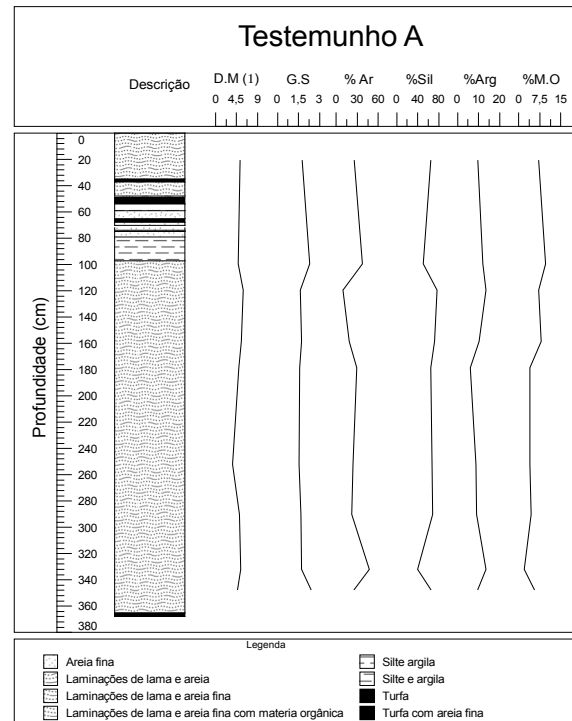 Testemunho A
Descrição D.M (1) G.S % Ar %Sil %Arg %M.O
0 4,5 9 0 1,5 3 0 30 60 0 40 80 0 10 20 0 7,5 15
Profundidade (cm)
0
20
40
60
80
100
120
140
160
180
200
220
240
260
290
300
320
340
360
380
Legenda
Areia fina
Laminações de lama e areia
Laminações de lama e areia fina
Laminações de lama e areia fina com materia orgânica
Silte argila
Silte e argila
Turfa
Turfa com areia fina